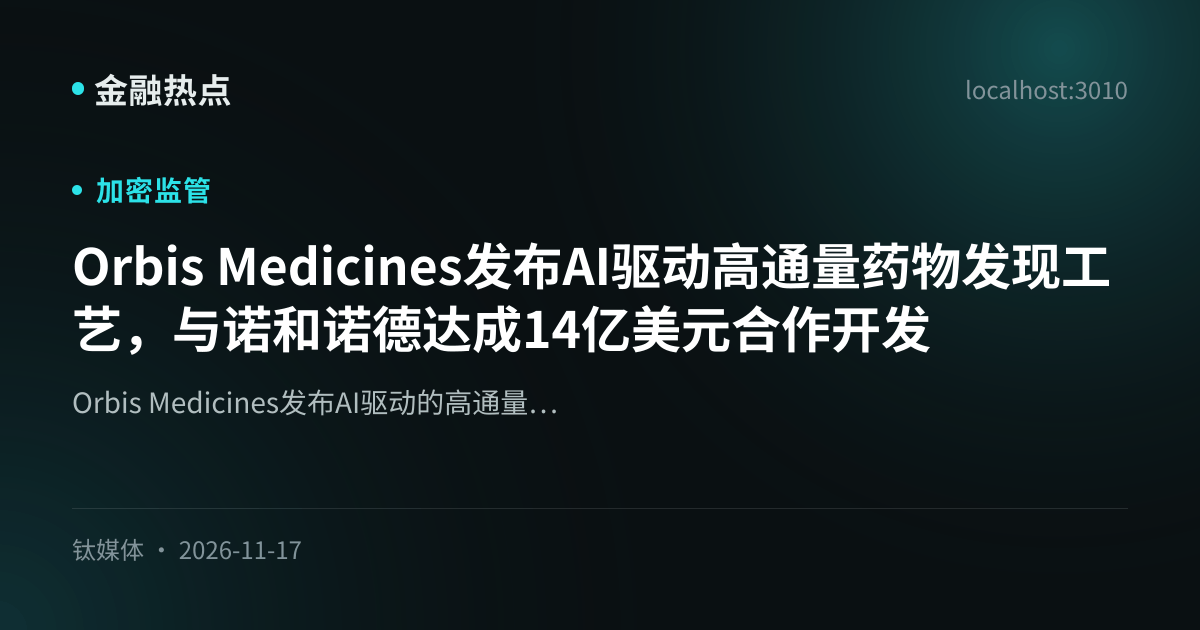 金融热点
localhost:3010
加密监管
Orbis Medicines发布AI驱动高通量药物发现工
艺，与诺和诺德达成14亿美元合作开发
Orbis Medicines发布AI驱动的高通量…
钛媒体 · 2026-11-17